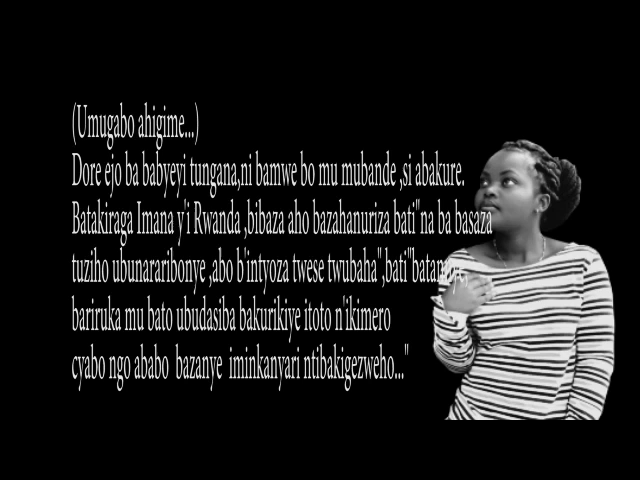 (Umugabo ahigime...)
Dore ejo ba babyeyi tungana,ni bamwe bo mu mubande ,si abakure.
Batakiraga Imana y'i Rwanda ,bibaza aho bazahanuriza bati"na ba basaza
tuziho ubunararibonye ,abo b'intyoza twese twubaha",bati"
bariruka mu bato ubudasiba bakurikiye itoto n'ikimero
cyabo ngo ababo bazanye iminkanyari ntibakigezweho..."